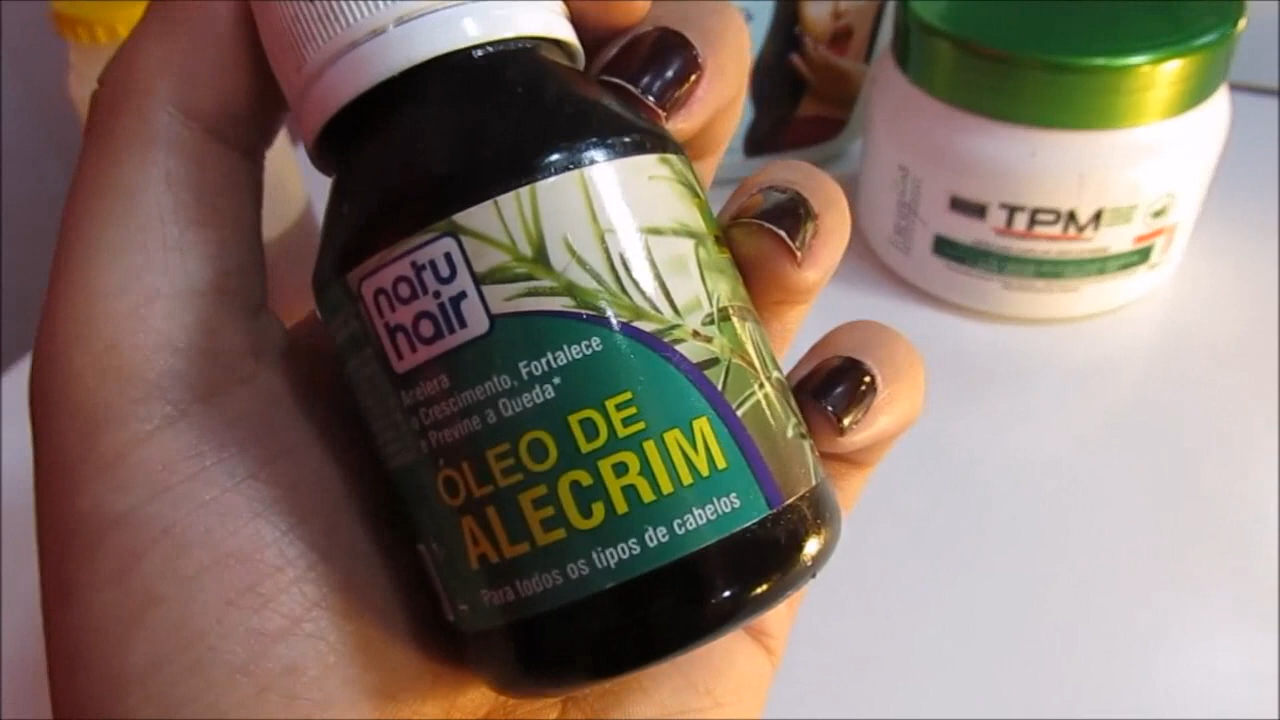 natu
hair
Acelera
o Crescimento, Fortalece
e Previne a Queda*
ÓLEO DE
ALECRIM
Para todos os tipos de cabelos
TPM